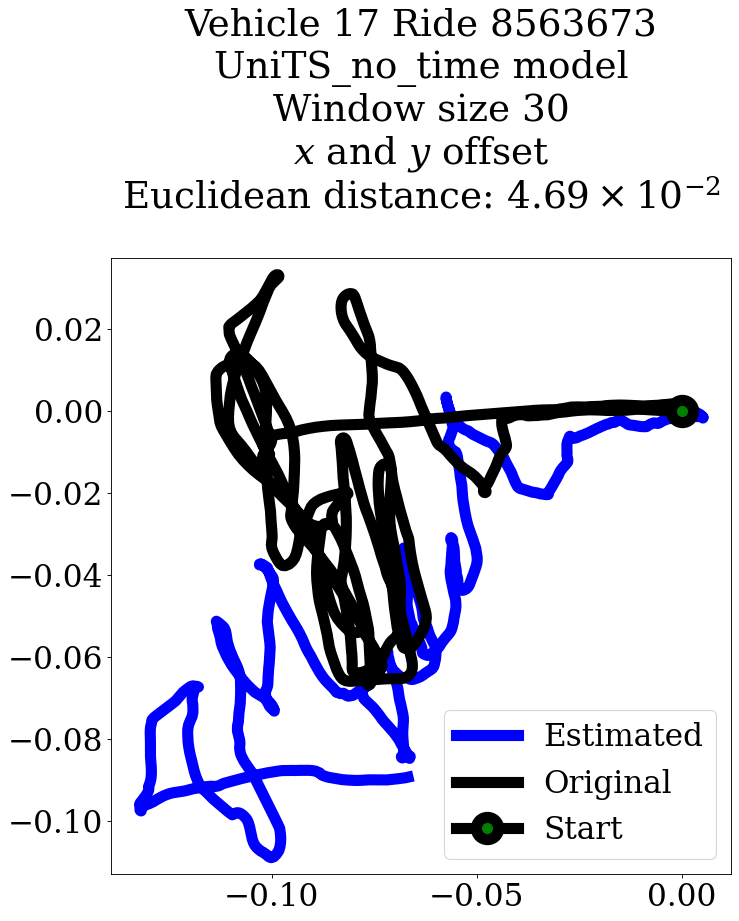 Vehicle 17 Ride 8563673
UniTS_no_time model
Window size 30
x and y offset
Euclidean distance: 4.69 × 10⁻²
0.02
0.00
−0.02
−0.04
−0.06
−0.08
−0.10
Estimated
Original
Start
−0.10
−0.05
0.00